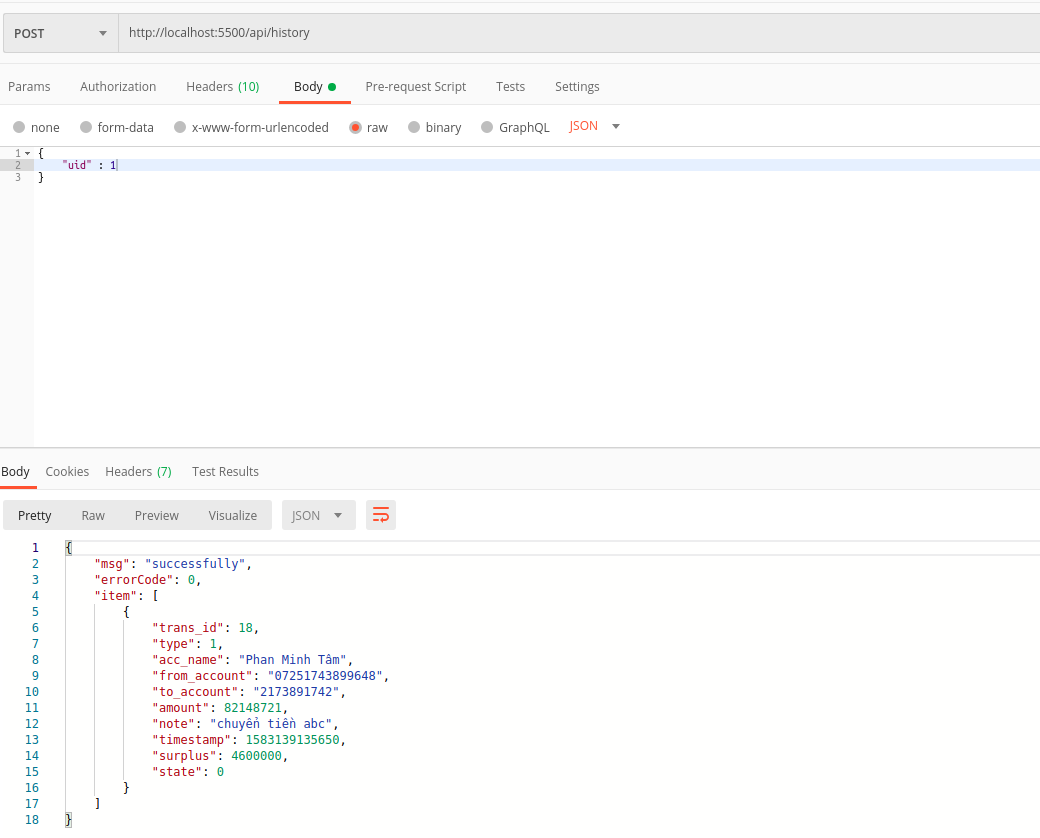 POST http://localhost:5500/api/history
Params Authorization Headers (10) Body Pre-request Script Tests Settings
none form-data x-www-form-urlencoded raw binary GraphQL JSON
1 {
2 "uid" : 1
3 }
Body Cookies Headers (7) Test Results
Pretty Raw Preview Visualize JSON
1 {
2 "msg": "successfully",
3 "errorCode": 0,
4 "item": [
5 {
6 "trans_id": 18,
7 "type": 1,
8 "acc_name": "Phan Minh Tâm",
9 "from_account": "07251743899648",
10 "to_account": "2173891742",
11 "amount": 82148721,
12 "note": "chuyển tiền abc",
13 "timestamp": 1583139135650,
14 "surplus": 4600000,
15 "state": 0
16 }
17 ]
18 }